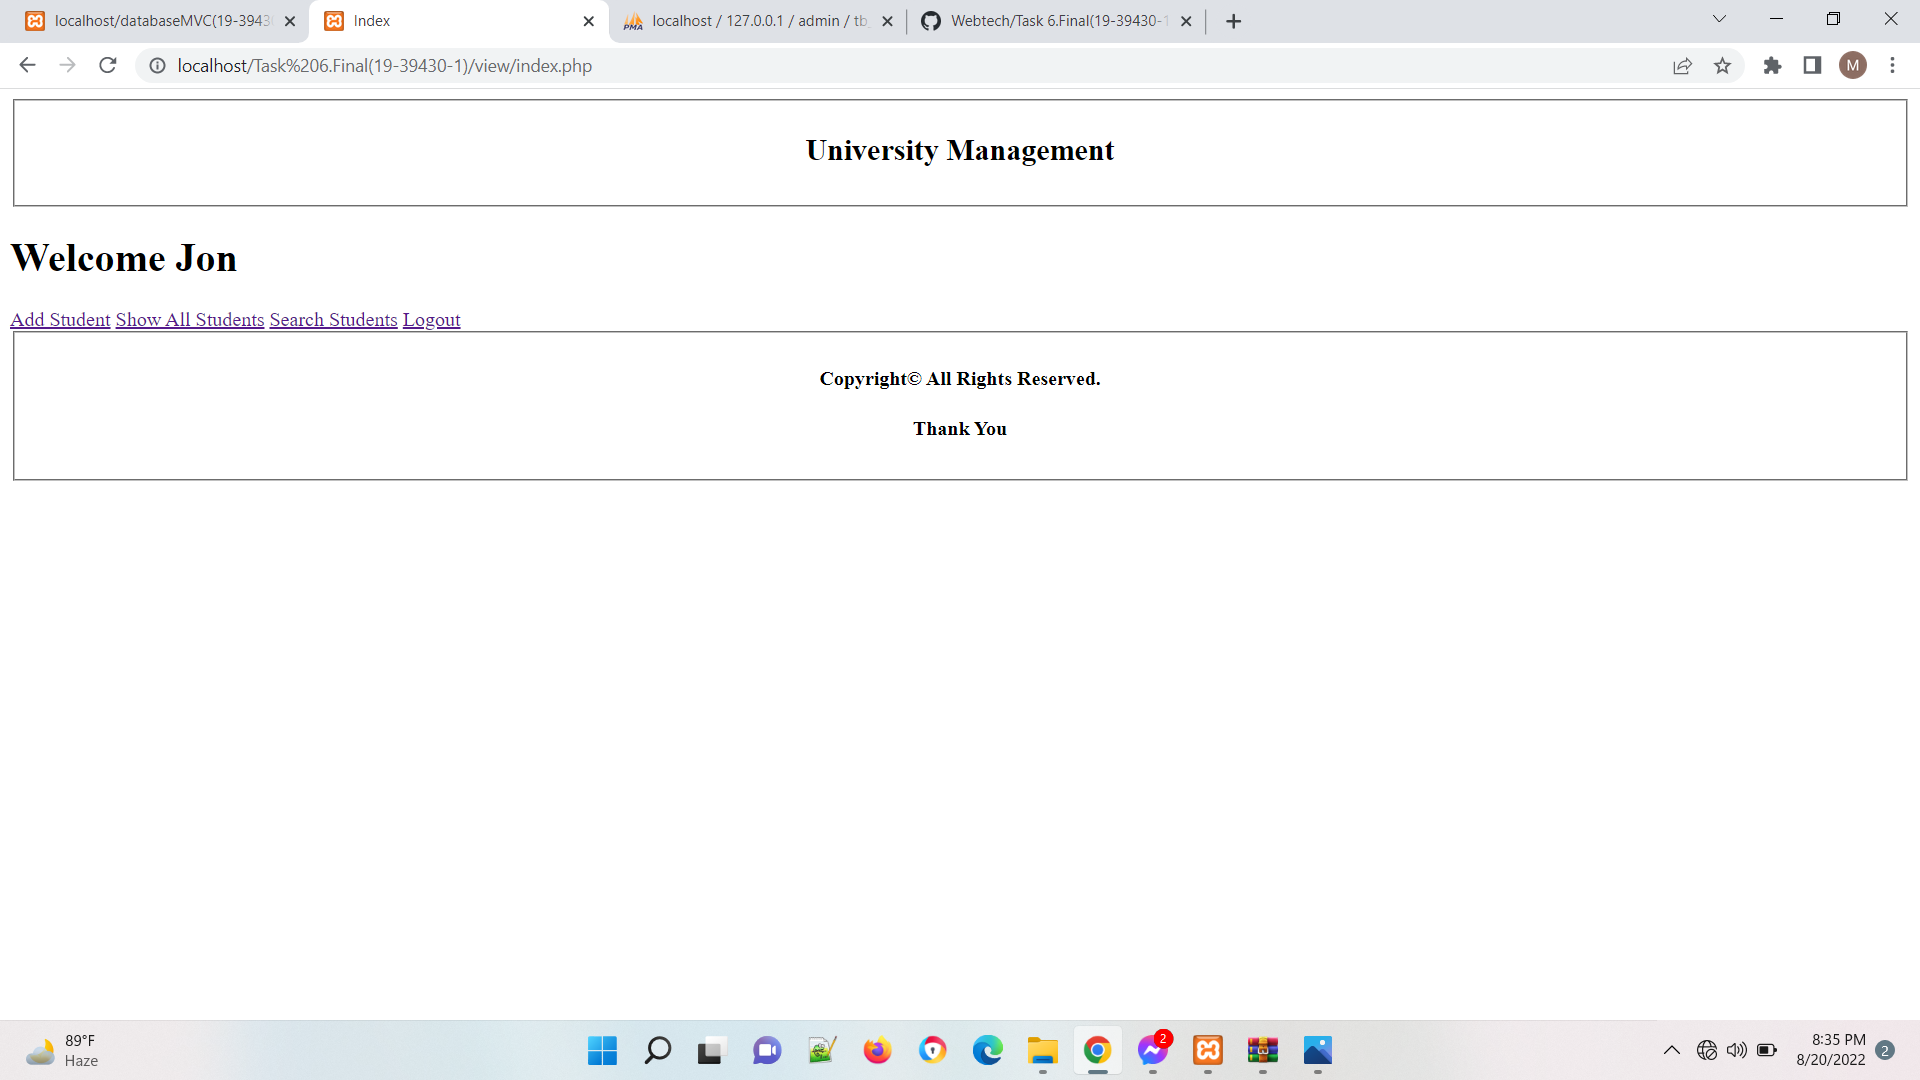 localhost/databaseMVC(19-3943
Index
localhost / 127.0.0.1 / admin / tb_
Webtech/Task 6.Final(19-39430-1
localhost/Task%206.Final(19-39430-1)/view/index.php
M
University Management
Welcome Jon
Add Student Show All Students Search Students Logout
Copyright© All Rights Reserved.
Thank You
89°F
Haze
2
8:35 PM
8/20/2022
2